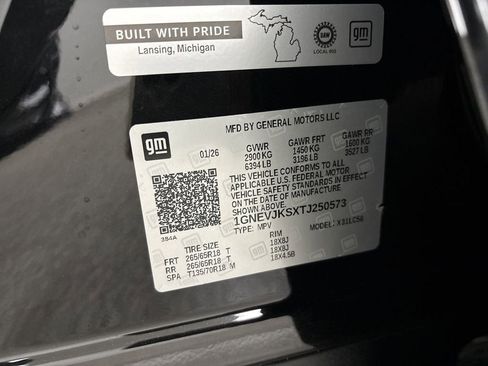 BUILT WITH PRIDE
Lansing, Michigan
UAW
LOCAL 602
gm
MFD BY GENERAL MOTORS LLC
gm
01/26
GVWR GAWR FRT GAWR RR
2900 KG 1450 KG 1600 KG
6394 LB 3196 LB 3527 LB
THIS VEHICLE CONFORMS TO ALL
APPLICABLE U.S. FEDERAL MOTOR
VEHICLE SAFETY STANDARDS IN
EFFECT ON THE DATE OF
MANUFACTURE SHOWN ABOVE.
1GNEVJKSXTJ250573
TYPE: MPV MODEL: X31LC56
384A
TIRE SIZE RIM
FRT 265/65R18 T 18X8J
RR 265/65R18 T 18X8J
SPA T135/70R18 M 18X4.5B